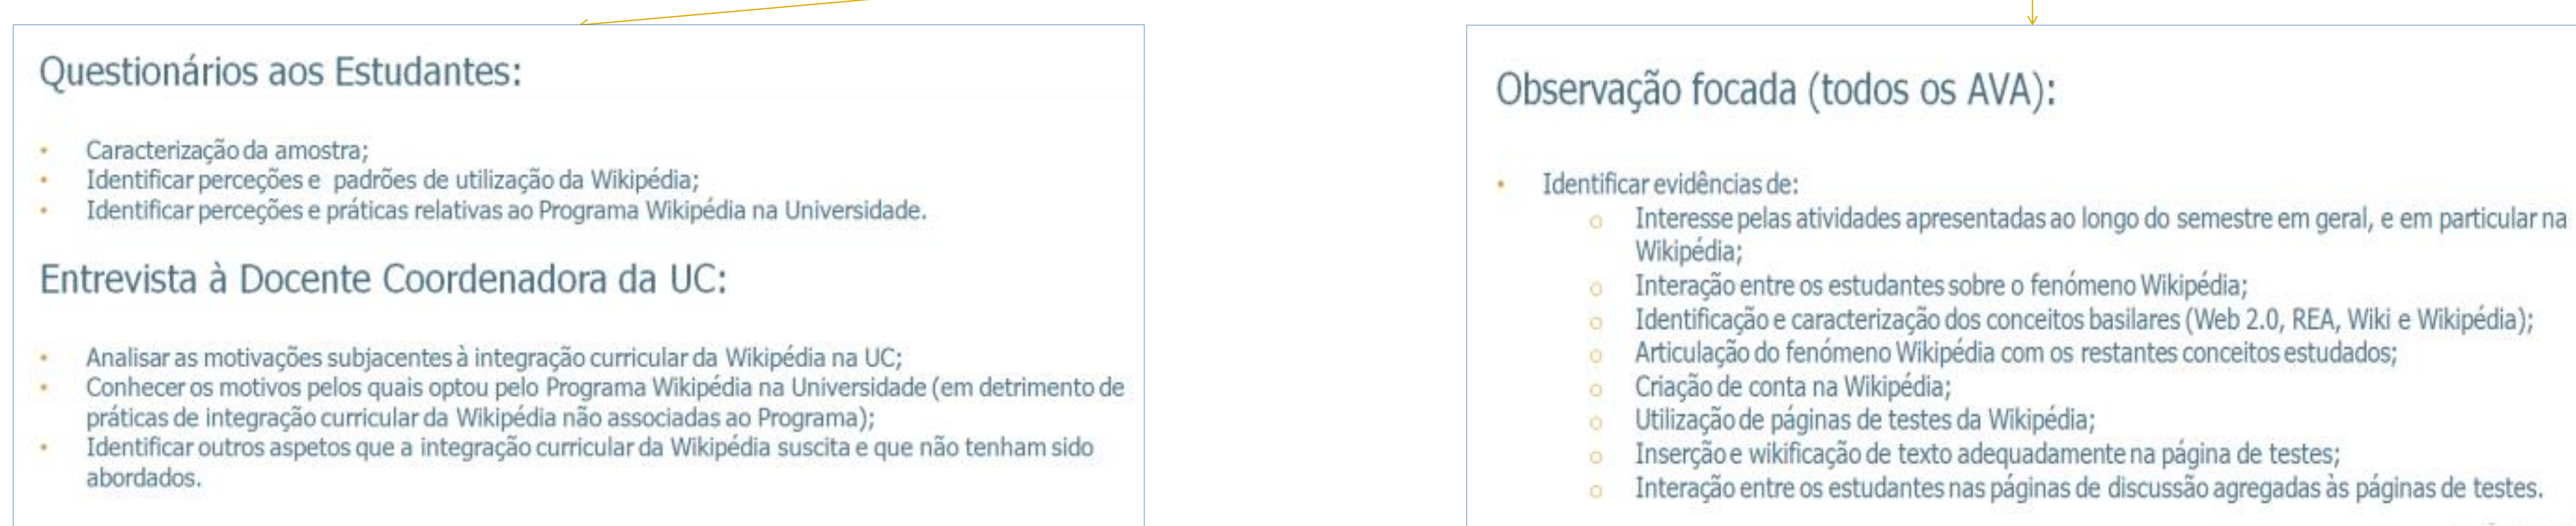 Questionários aos Estudantes:
• Caracterização da amostra;
• Identificar perceções e padrões de utilização da Wikipédia;
• Identificar perceções e práticas relativas ao Programa Wikipédia na Universidade.
Entrevista à Docente Coordenadora da UC:
• Analisar as motivações subjacentes à integração curricular da Wikipédia na UC;
• Conhecer os motivos pelos quais optou pelo Programa Wikipédia na Universidade (em detrimento de
práticas de integração curricular da Wikipédia não associadas ao Programa);
• Identificar outros aspetos que a integração curricular da Wikipédia suscita e que não tenham sido
abordados.
Observação focada (todos os AVA):
• Identificar evidências de:
o Interesse pelas atividades apresentadas ao longo do semestre em geral, e em particular na
Wikipédia;
o Interação entre os estudantes sobre o fenómeno Wikipédia;
o Identificação e caracterização dos conceitos basilares (Web 2.0, REA, Wiki e Wikipédia);
o Articulação do fenómeno Wikipédia com os restantes conceitos estudados;
o Criação de conta na Wikipédia;
o Utilização de páginas de testes da Wikipédia;
o Inserção e wikificação de texto adequadamente na página de testes;
o Interação entre os estudantes nas páginas de discussão agregadas às páginas de testes.